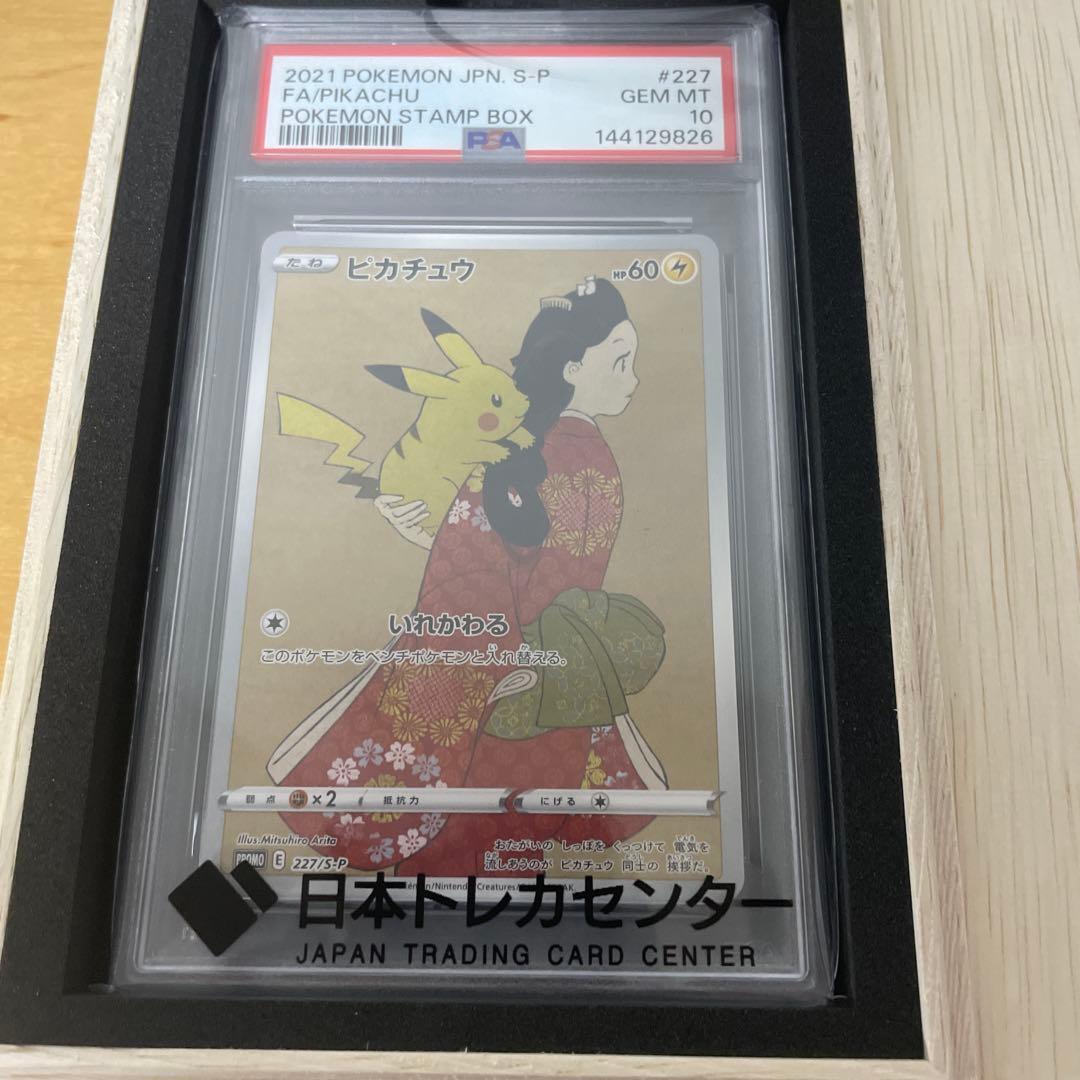 2021 POKEMON JPN. S-P #227
FA/PIKACHU GEM MT
POKEMON STAMP BOX 10
PSA 144129826
たね ピカチュウ HP60
いれかわる
このポケモンをベンチポケモンと入れ替える。
弱点 ×2 抵抗力 にげる
Illus.Mitsuhiro Arita
PROMO E 227/S-P
おたがいの しっぽを くっつけて 電気を
流しあうのが ピカチュウ 同士の 挨拶だ。
/Nintendo/Creatures/
日本トレカセンター
JAPAN TRADING CARD CENTER